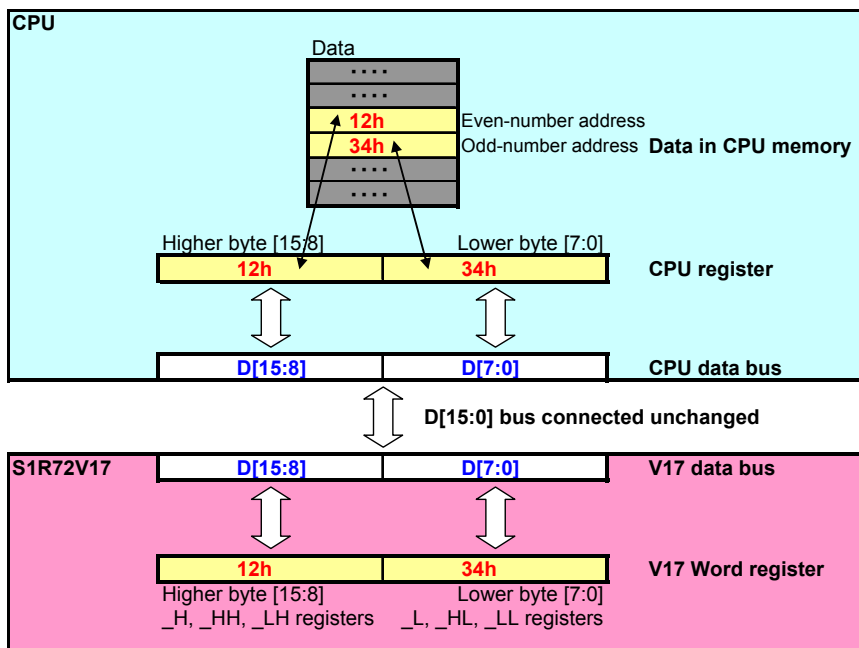 CPU
Data
....
....
12h Even-number address
34h Odd-number address Data in CPU memory
....
....
Higher byte [15:8] Lower byte [7:0]
12h 34h CPU register
D[15:8] D[7:0] CPU data bus
D[15:0] bus connected unchanged
S1R72V17 D[15:8] D[7:0] V17 data bus
12h 34h V17 Word register
Higher byte [15:8] Lower byte [7:0]
_H, _HH, _LH registers _L, _HL, _LL registers